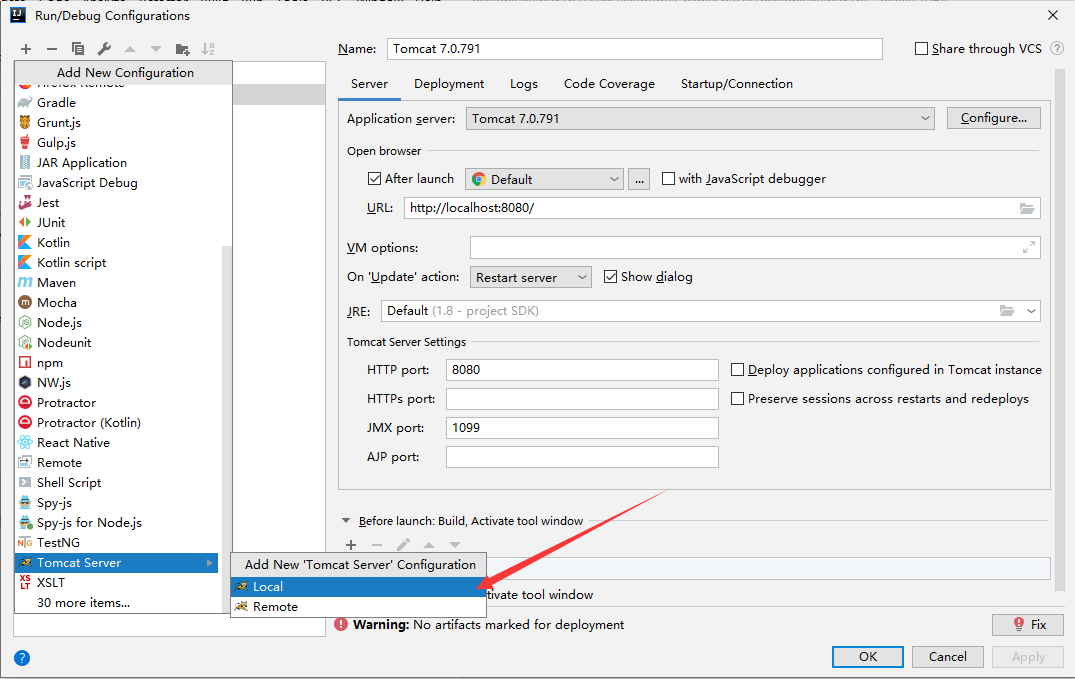 Run/Debug Configurations
Name: Tomcat 7.0.791
Share through VCS
Add New Configuration
Gradle
Grunt.js
Gulp.js
JAR Application
JavaScript Debug
Jest
JUnit
Kotlin
Kotlin script
Maven
Mocha
Node.js
Nodeunit
npm
NW.js
Protractor
Protractor (Kotlin)
React Native
Remote
Shell Script
Spy-js
Spy-js for Node.js
TestNG
Tomcat Server
XSLT
30 more items...
Add New 'Tomcat Server' Configuration
Local
Remote
Server Deployment Logs Code Coverage Startup/Connection
Application server: Tomcat 7.0.791 Configure...
Open browser
After launch Default ... with JavaScript debugger
URL: http://localhost:8080/
VM options:
On 'Update' action: Restart server Show dialog
JRE: Default (1.8 - project SDK)
Tomcat Server Settings
HTTP port: 8080 Deploy applications configured in Tomcat instance
HTTPs port: Preserve sessions across restarts and redeploys
JMX port: 1099
AJP port:
Before launch: Build, Activate tool window
tivate tool window
Warning: No artifacts marked for deployment
Fix
OK Cancel Apply